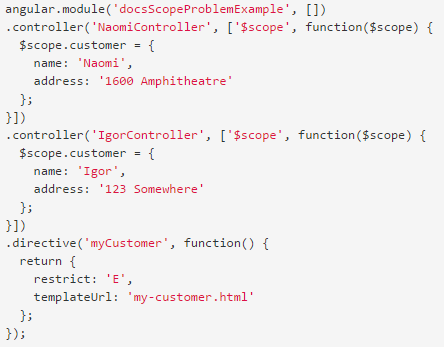 angular.module('docsScopeProblemExample', [])
.controller('NaomiController', ['$scope', function($scope) {
  $scope.customer = {
    name: 'Naomi',
    address: '1600 Amphitheatre'
  };
}])
.controller('IgorController', ['$scope', function($scope) {
  $scope.customer = {
    name: 'Igor',
    address: '123 Somewhere'
  };
}])
.directive('myCustomer', function() {
  return {
    restrict: 'E',
    templateUrl: 'my-customer.html'
  };
});